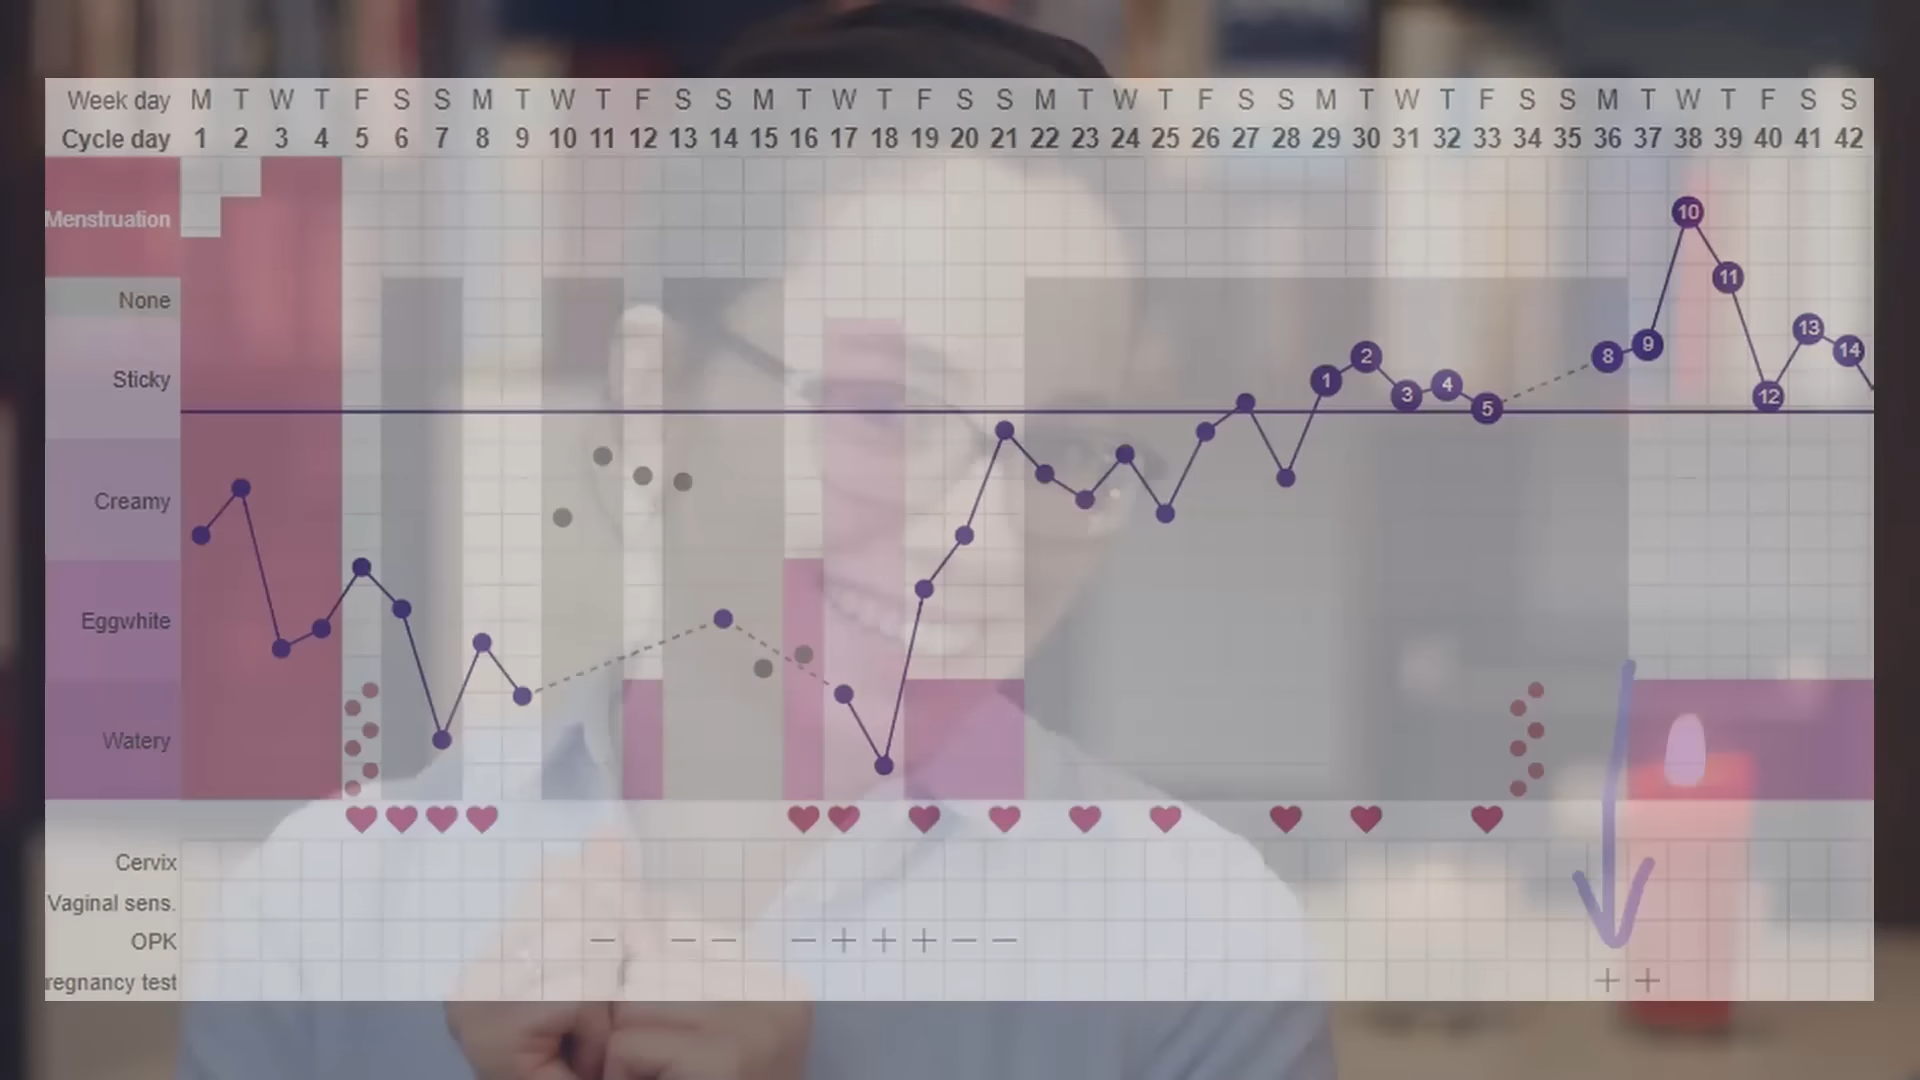 Week day M T W T F S S M T W T F S S M W T F S S M T W T F S S M T W T F S S M T W T F S S
Cycle day 1 2 3 4 5 6 7 8 9 10 11 12 13 14 15 16 17 18 19 20 21 22 23 24 25 26 27 28 29 30 31 32 33 34 35 36 37 38 39 40 41 42
Menstruation
10
11
None
13
9
14
8
2
Sticky
1
4
3
12
5
Creamy
Eggwhite
Watery
Cervix
Vaginal sens.
OPK — — — — + + + — —
regnancy test + +